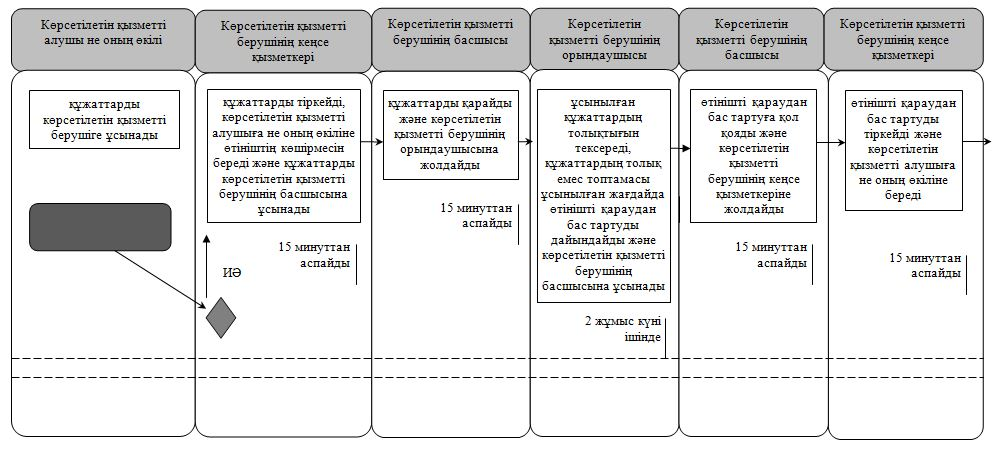 Көрсетілетін қызметті
алушы не оның өкілі
Көрсетілетін қызметті
берушінің кеңсе
қызметкері
Көрсетілетін қызметті
берушінің басшысы
Көрсетілетін
қызметті берушінің
орындаушысы
Көрсетілетін
қызметті берушінің
басшысы
Көрсетілетін қызметті
берушінің кеңсе
қызметкері
құжаттарды
көрсетілетін қызметті
берушіге ұсынады
құжаттарды тіркейді,
көрсетілетін қызметті
алушыға не оның өкіліне
өтініштің көшірмесін
береді және құжаттарды
көрсетілетін қызметті
берушінің басшысына
ұсынады
15 минуттан
аспайды
ИӘ
құжаттарды қарайды
және көрсетілетін
қызметті берушінің
орындаушысына
жолдайды
15 минуттан
аспайды
ұсынылған
құжаттардың
толықтығын
тексереді,
құжаттардың толық
емес топтамасы
ұсынылған жағдайда
өтінішті қараудан
бас тартуды
дайындайды және
көрсетілетін қызметті
берушінің
басшысына ұсынады
2 жұмыс күні
ішінде
өтінішті қараудан
бас тартуға қол
қояды және
көрсетілетін
қызметті
берушінің кеңсе
қызметкеріне
жолдайды
15 минуттан
аспайды
өтінішті қараудан
бас тартуды
тіркейді және
көрсетілетін
қызметті алушыға
не оның өкіліне
береді
15 минуттан
аспайды